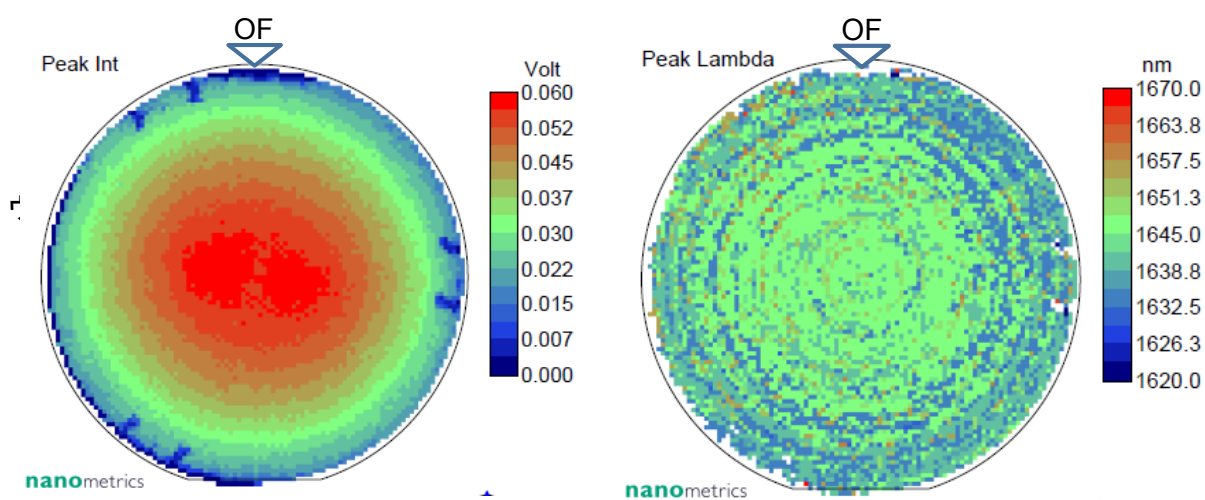 OF
Peak Int
Volt
0.060
0.052
0.045
0.037
0.030
0.022
0.015
0.007
0.000
nanometrics
OF
Peak Lambda
nm
1670.0
1663.8
1657.5
1651.3
1645.0
1638.8
1632.5
1626.3
1620.0
nanometrics